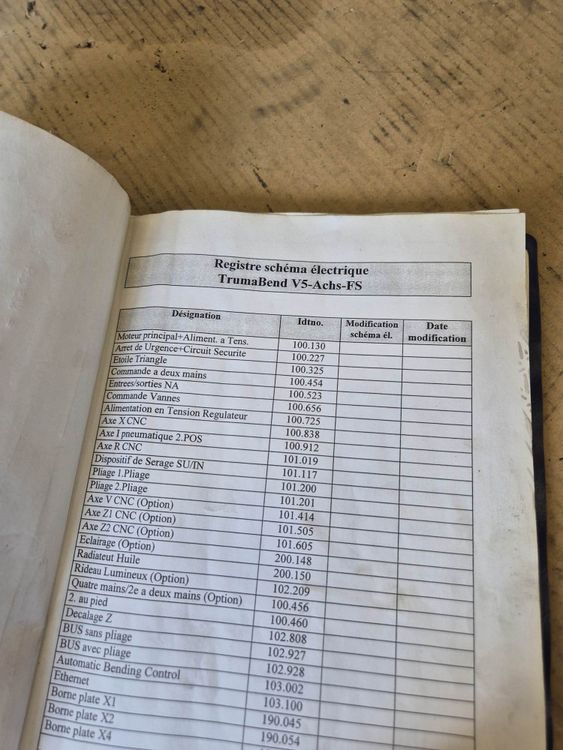 Registre schéma électrique
TrumaBend V5-Achs-FS
Désignation Idtno. Modification schéma él. Date modification
Moteur principal+Aliment. a Tens. 100.130
Arret de Urgence+Circuit Securite 100.227
Etoile Triangle 100.325
Commande a deux mains 100.454
Entrees/sorties NA 100.523
Commande Vannes 100.656
Alimentation en Tension Regulateur 100.725
Axe X CNC 100.838
Axe I pneumatique 2.POS 100.912
Axe R CNC 101.019
Dispositif de Serage SU/IN 101.117
Pliage 1.Pliage 101.200
Pliage 2.Pliage 101.201
Axe V CNC (Option) 101.414
Axe Z1 CNC (Option) 101.505
Axe Z2 CNC (Option) 101.605
Eclairage (Option) 200.148
Radiateur Huile 200.150
Rideau Lumineux (Option) 102.209
Quatre mains/2e a deux mains (Option) 100.456
2. au pied 100.460
Decalage Z 102.808
BUS sans pliage 102.927
BUS avec pliage 102.928
Automatic Bending Control 103.002
Ethernet 103.100
Borne plate X1 190.045
Borne plate X2 190.054
Borne plate X4